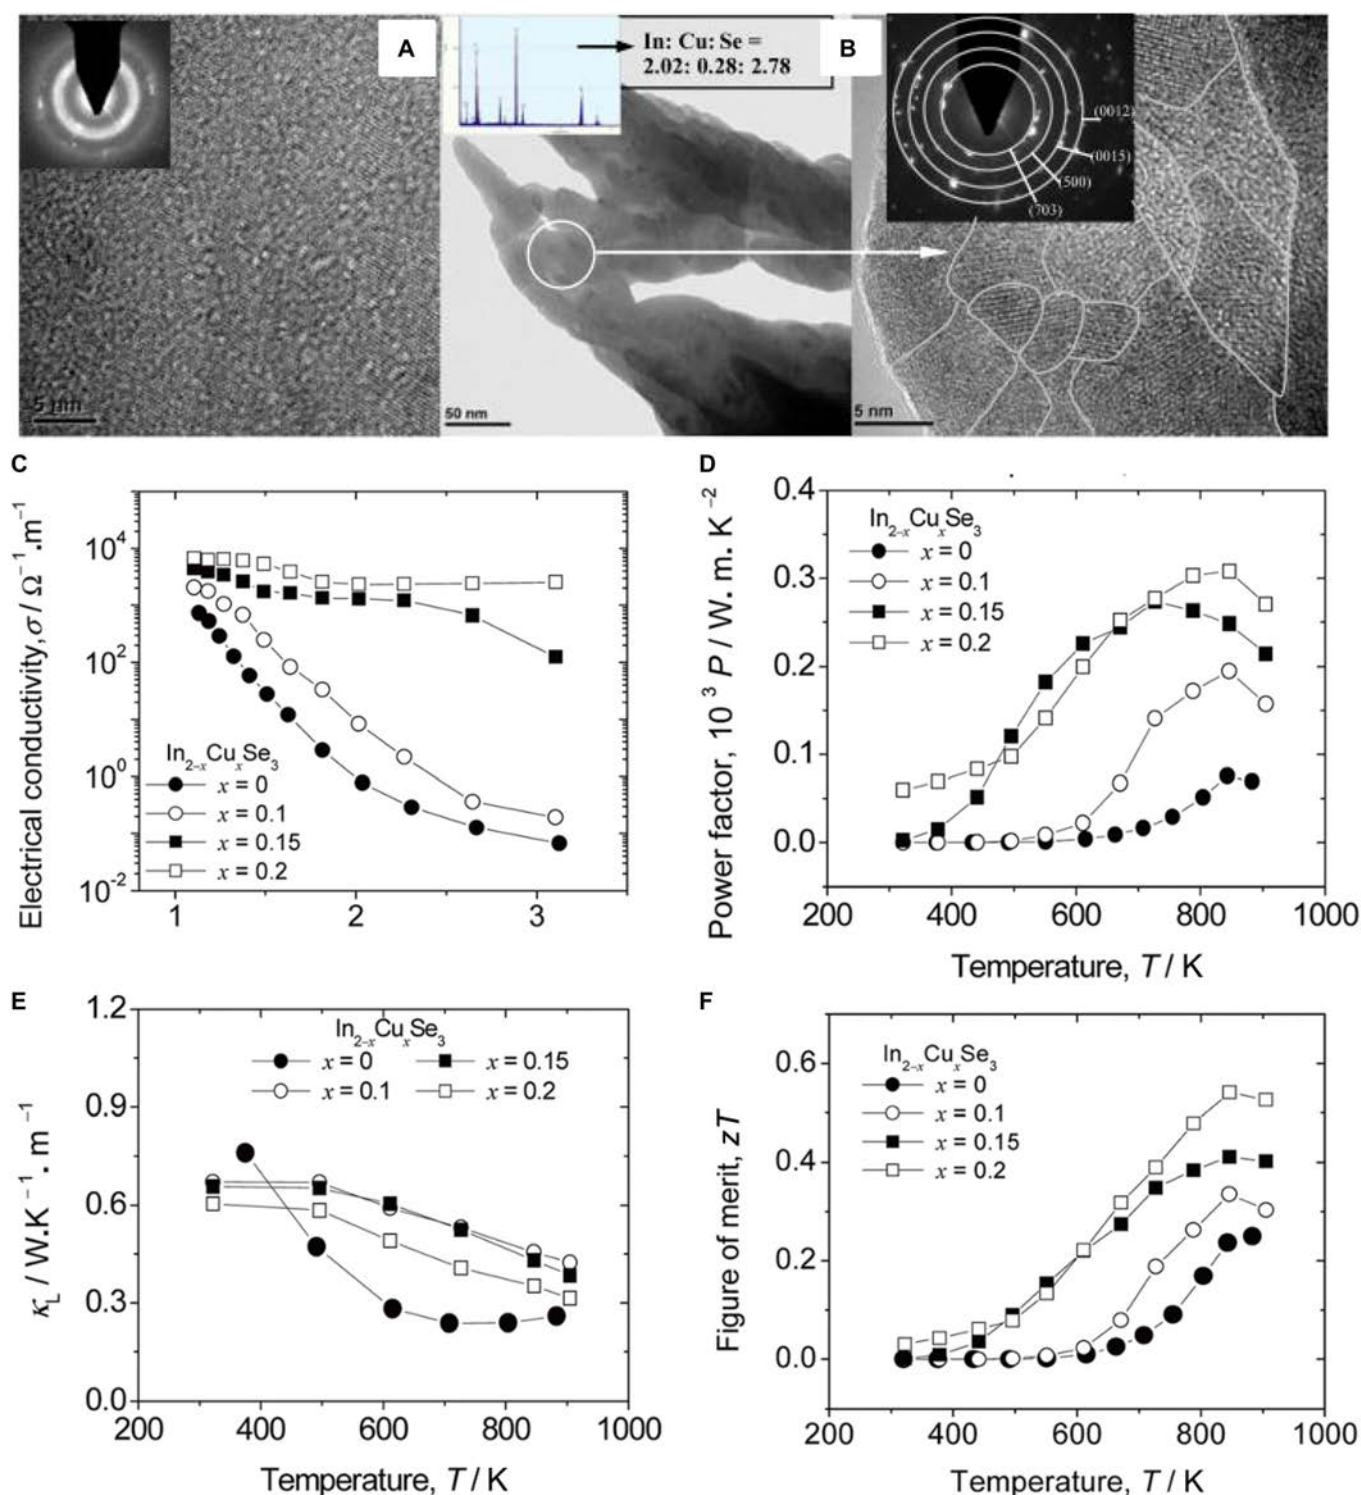 A
In: Cu: Se =
2.02: 0.28: 2.78
B
(0012)
(0015)
(500)
(703)
5 nm
50 nm
5 nm
C
Electrical conductivity, σ / Ω⁻¹.m⁻¹
10⁴
10²
10⁰
10⁻²
In₂₋ₓCuₓSe₃
x = 0
x = 0.1
x = 0.15
x = 0.2
1 2 3
D
Power factor, 10³ P / W. m. K⁻²
0.4
0.3
0.2
0.1
0.0
In₂₋ₓCuₓSe₃
x = 0
x = 0.1
x = 0.15
x = 0.2
200 400 600 800 1000
Temperature, T / K
E
κL / W.K⁻¹. m⁻¹
1.2
0.9
0.6
0.3
0.0
In₂₋ₓCuₓSe₃
x = 0 x = 0.15
x = 0.1 x = 0.2
200 400 600 800 1000
Temperature, T / K
F
Figure of merit, zT
0.6
0.4
0.2
0.0
In₂₋ₓCuₓSe₃
x = 0
x = 0.1
x = 0.15
x = 0.2
200 400 600 800 1000
Temperature, T / K